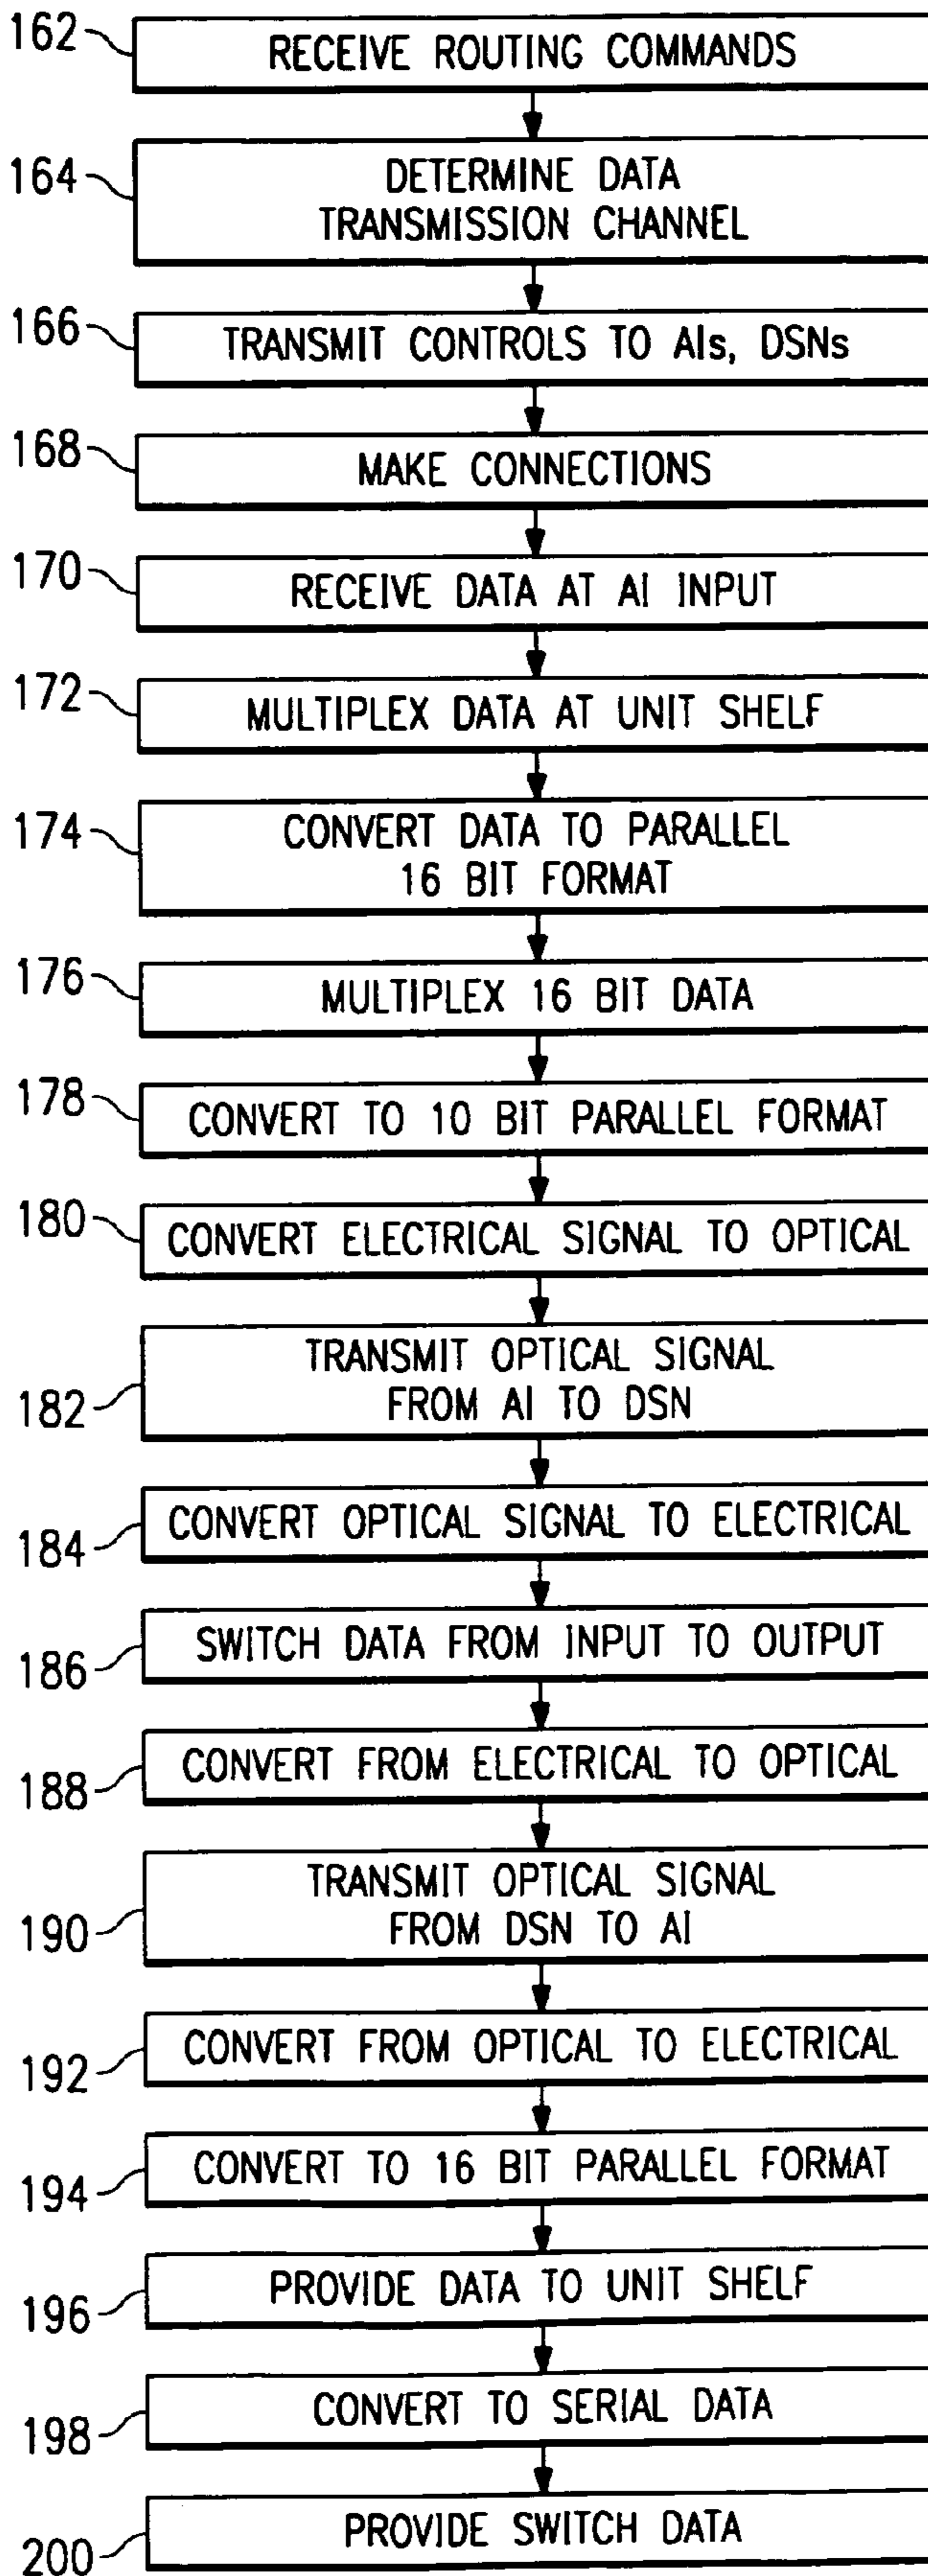 162 RECEIVE ROUTING COMMANDS
164 DETERMINE DATA
TRANSMISSION CHANNEL
166 TRANSMIT CONTROLS TO AIs, DSNs
168 MAKE CONNECTIONS
170 RECEIVE DATA AT AI INPUT
172 MULTIPLEX DATA AT UNIT SHELF
174 CONVERT DATA TO PARALLEL
16 BIT FORMAT
176 MULTIPLEX 16 BIT DATA
178 CONVERT TO 10 BIT PARALLEL FORMAT
180 CONVERT ELECTRICAL SIGNAL TO OPTICAL
TRANSMIT OPTICAL SIGNAL
182 FROM AI TO DSN
184 CONVERT OPTICAL SIGNAL TO ELECTRICAL
186 SWITCH DATA FROM INPUT TO OUTPUT
188 CONVERT FROM ELECTRICAL TO OPTICAL
TRANSMIT OPTICAL SIGNAL
190 FROM DSN TO AI
192 CONVERT FROM OPTICAL TO ELECTRICAL
194 CONVERT TO 16 BIT PARALLEL FORMAT
196 PROVIDE DATA TO UNIT SHELF
198 CONVERT TO SERIAL DATA
200 PROVIDE SWITCH DATA